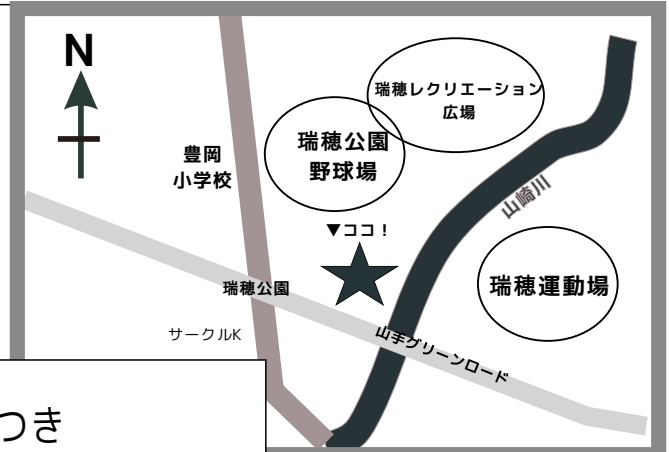 N
瑞穂レクリエーション
広場
瑞穂公園
野球場
豊岡
小学校
山崎川
▼ココ！
瑞穂運動場
瑞穂公園
サークルK
山手グリーンロード
つき